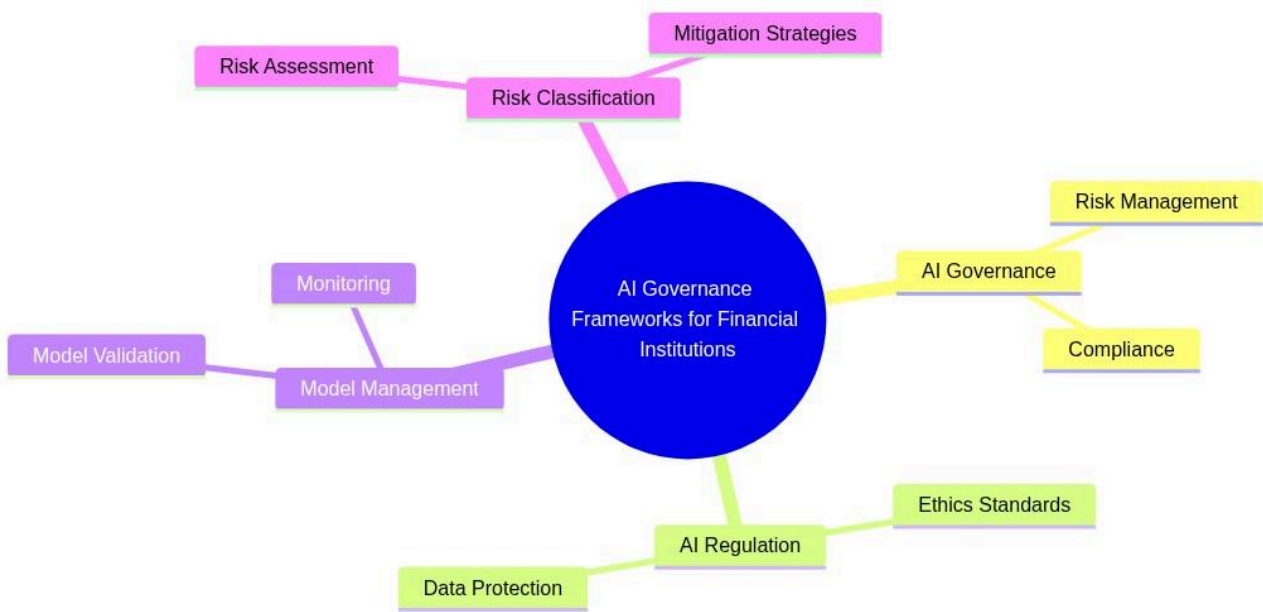 Mitigation Strategies
Risk Assessment
Risk Classification
Risk Management
AI Governance
Compliance
AI Governance
Frameworks for Financial
Institutions
Monitoring
Model Validation
Model Management
Ethics Standards
AI Regulation
Data Protection